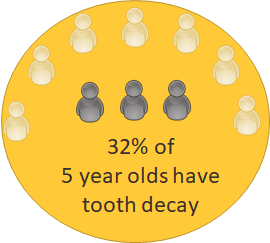 32% of
5 year olds have
tooth decay